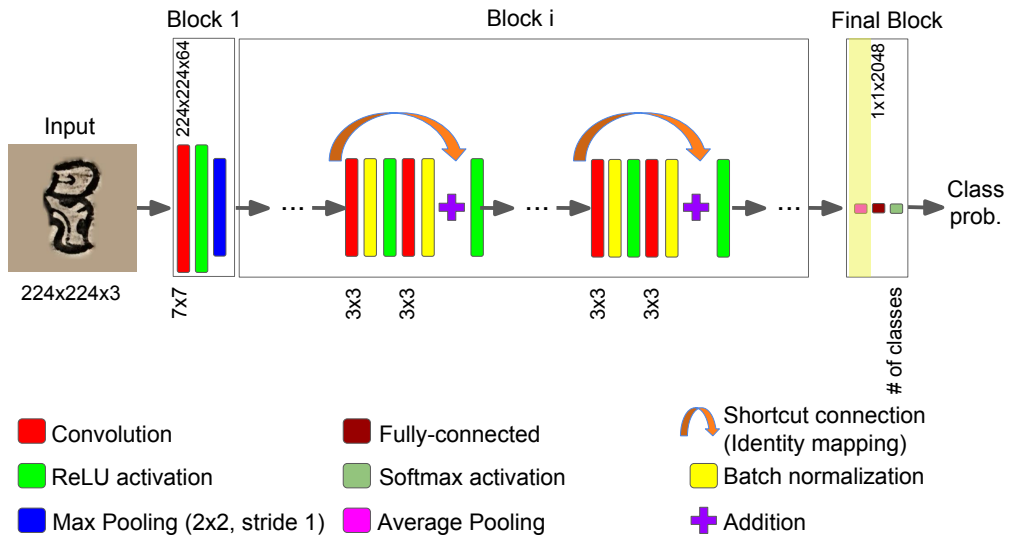 Block 1
Block i
Final Block
224x224x64
1x1x2048
Input
...
...
...
Class
prob.
224x224x3
7x7
3x3
3x3
3x3
3x3
# of classes
Convolution
Fully-connected
Shortcut connection
(Identity mapping)
ReLU activation
Softmax activation
Batch normalization
Max Pooling (2x2, stride 1)
Average Pooling
Addition